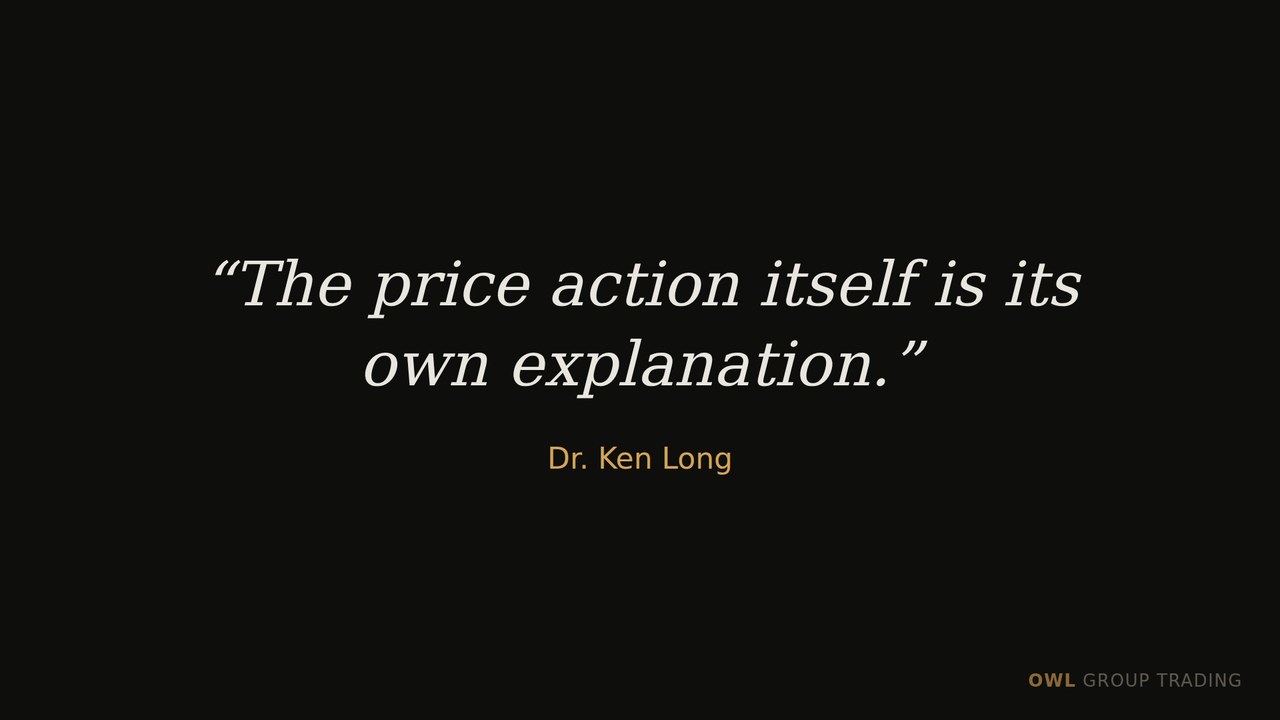 “The price action itself is its
own explanation.”
Dr. Ken Long
OWL GROUP TRADING